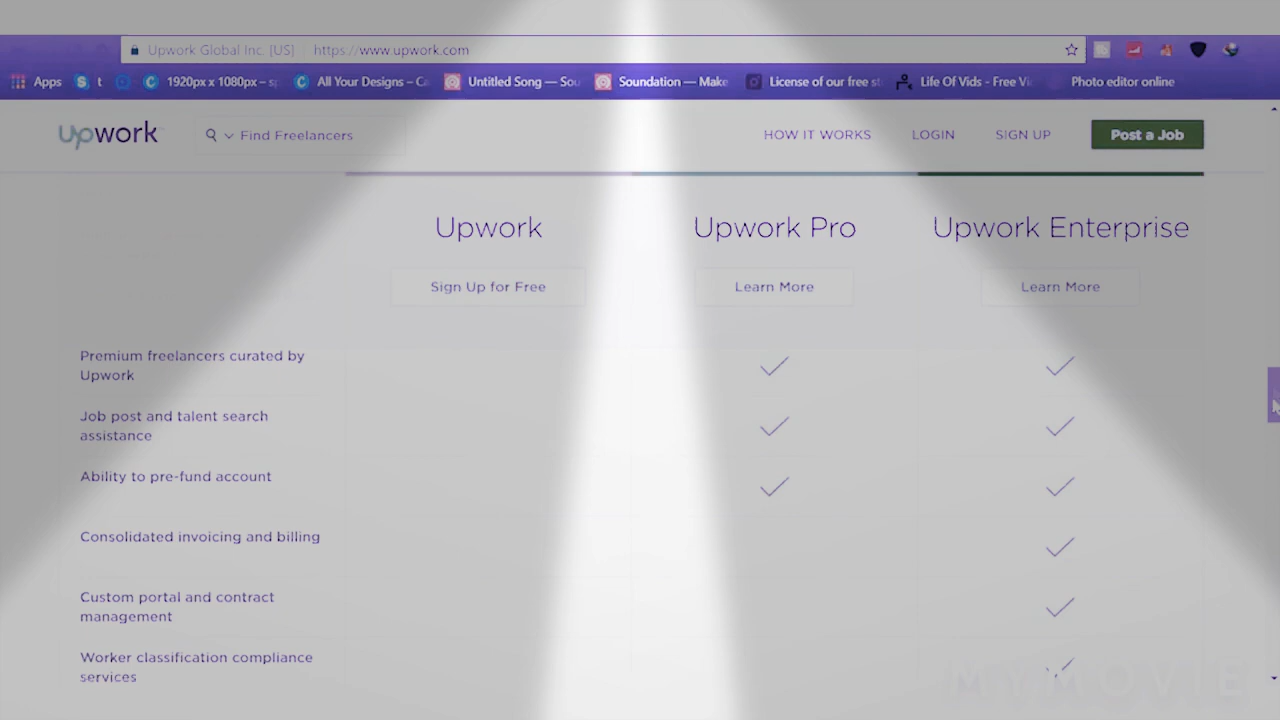 Upwork Global Inc. [US] https://www.upwork.com
Apps t 1920px x 1080px – sp All Your Designs – Ca Untitled Song — Sou Soundation — Make License of our free st Life Of Vids - Free Vi Photo editor online
upwork Find Freelancers HOW IT WORKS LOGIN SIGN UP Post a Job
Upwork Upwork Pro Upwork Enterprise
Sign Up for Free Learn More Learn More
Premium freelancers curated by
Upwork
Job post and talent search
assistance
Ability to pre-fund account
Consolidated invoicing and billing
Custom portal and contract
management
Worker classification compliance
services
MYMOVIE